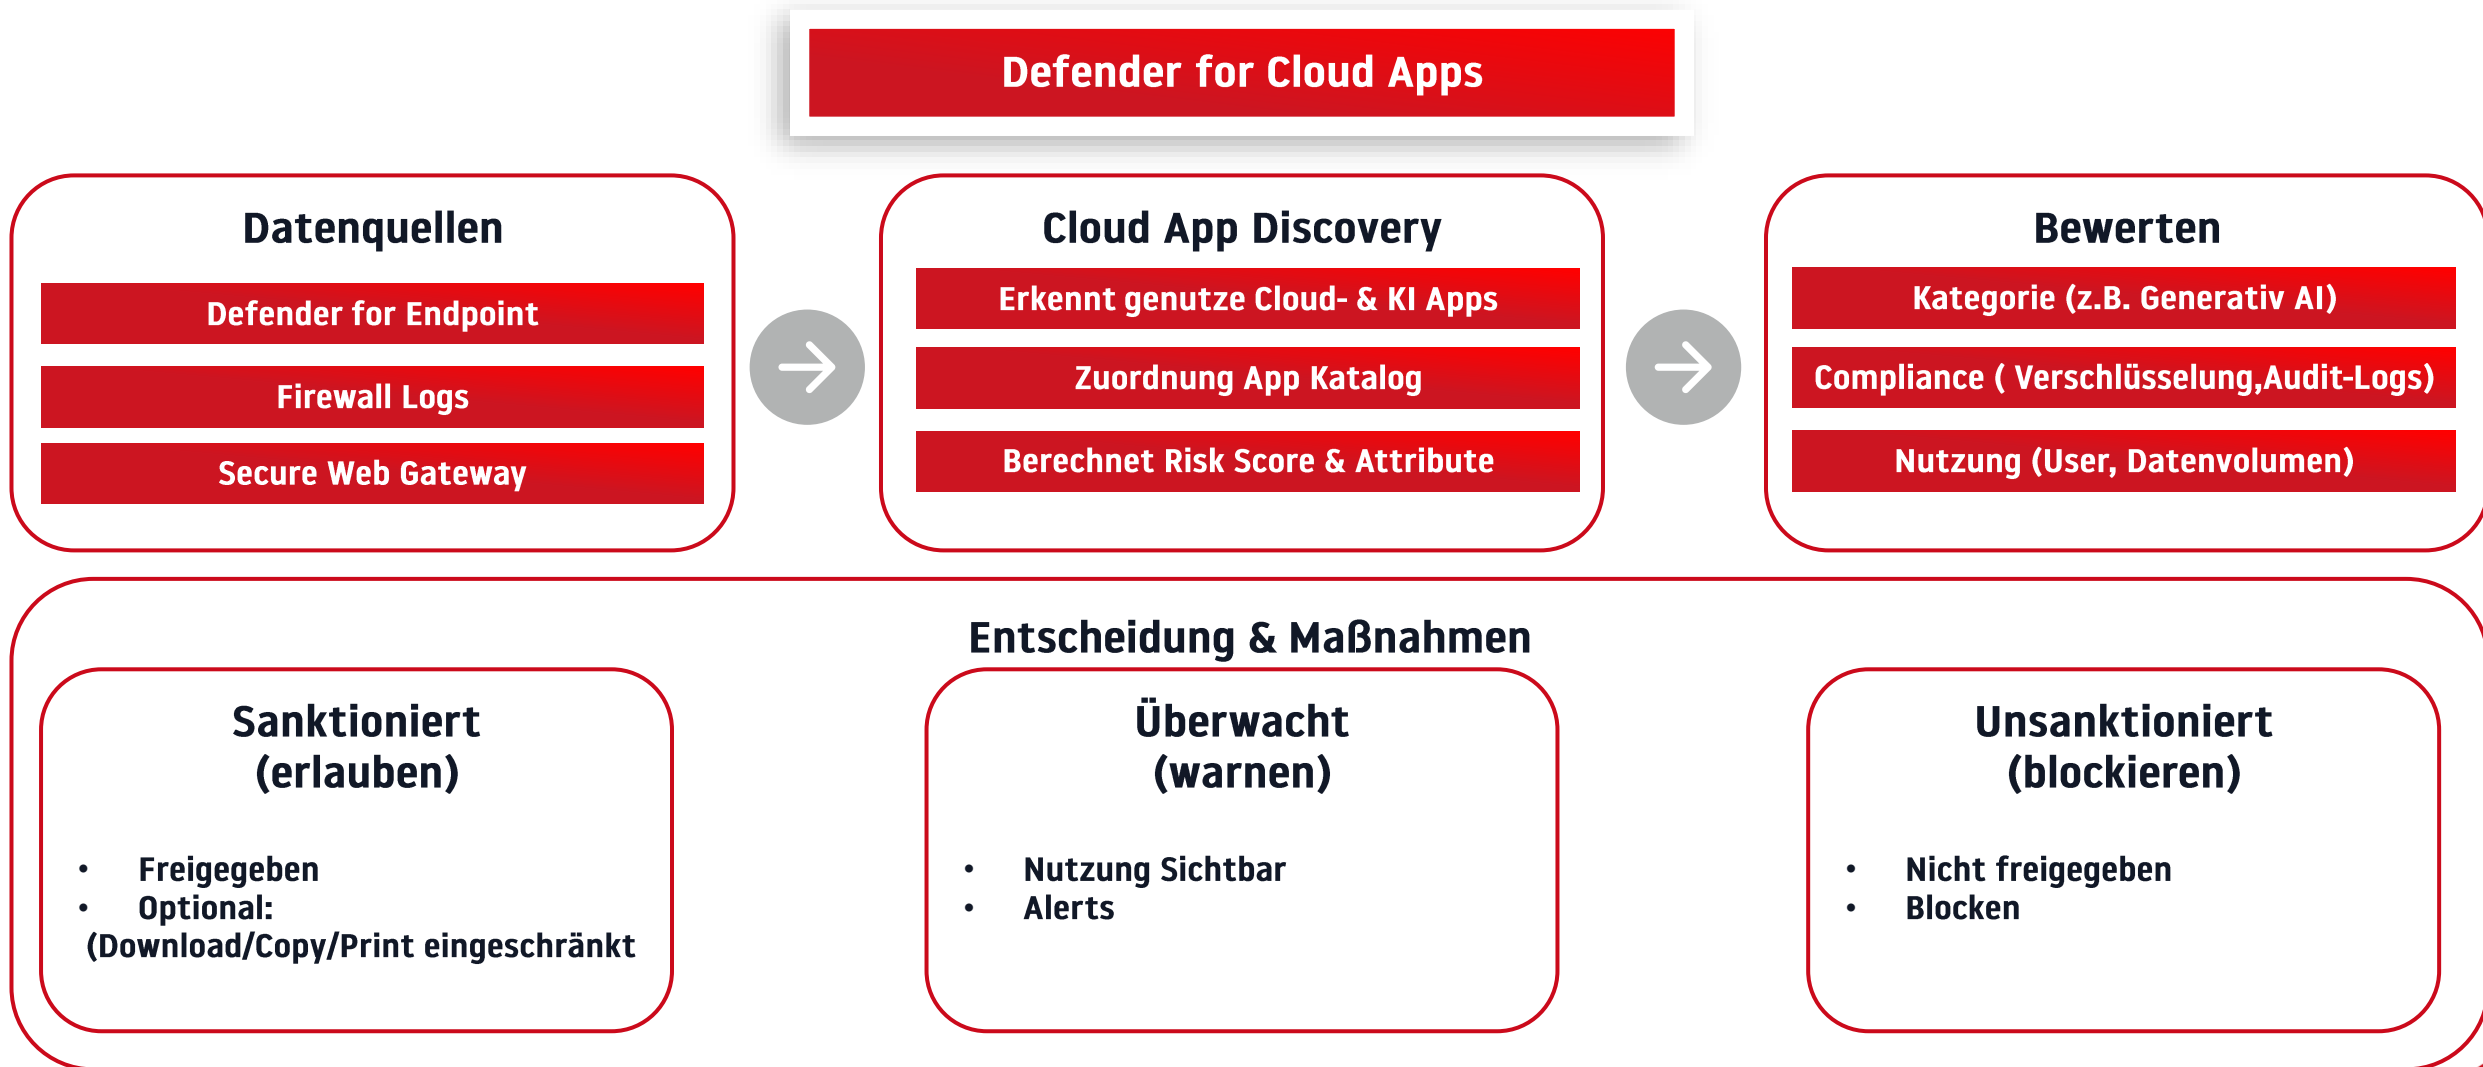 Defender for Cloud Apps
Datenquellen
Defender for Endpoint
Firewall Logs
Secure Web Gateway
Cloud App Discovery
Erkennt genutze Cloud- & KI Apps
Zuordnung App Katalog
Berechnet Risk Score & Attribute
Bewerten
Kategorie (z.B. Generativ AI)
Compliance ( Verschlüsselung,Audit-Logs)
Nutzung (User, Datenvolumen)
Entscheidung & Maßnahmen
Sanktioniert
(erlauben)
• Freigegeben
• Optional:
(Download/Copy/Print eingeschränkt
Überwacht
(warnen)
• Nutzung Sichtbar
• Alerts
Unsanktioniert
(blockieren)
• Nicht freigegeben
• Blocken